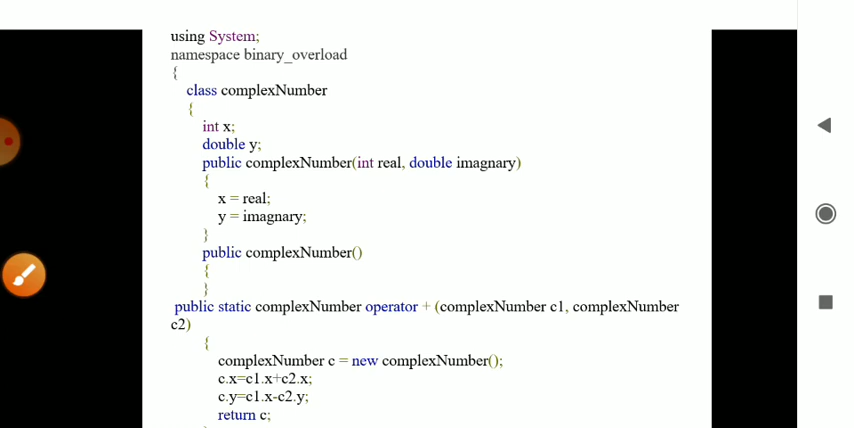 using System;
namespace binary_overload
{
class complexNumber
{
int x;
double y;
public complexNumber(int real, double imagnary)
{
x = real;
y = imagnary;
}
public complexNumber()
{
}
public static complexNumber operator + (complexNumber c1, complexNumber
c2)
{
complexNumber c = new complexNumber();
c.x=c1.x+c2.x;
c.y=c1.x-c2.y;
return c;